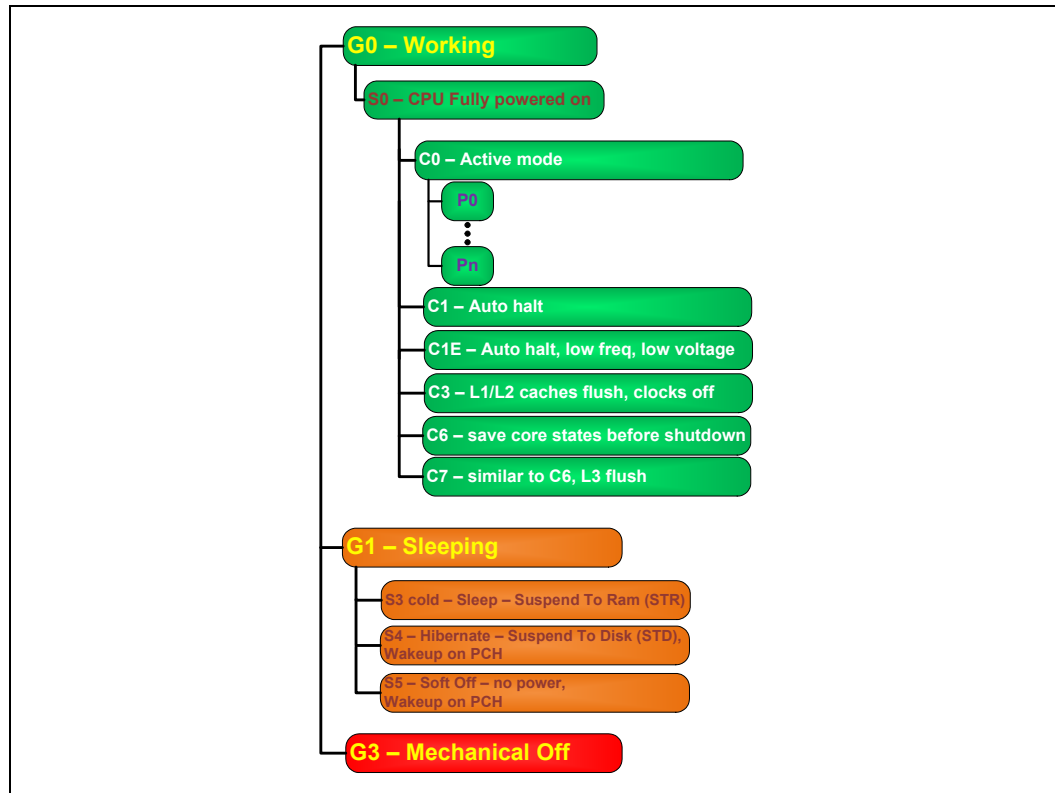 G0 – Working
S0 – CPU Fully powered on
C0 – Active mode
P0
Pn
C1 – Auto halt
C1E – Auto halt, low freq, low voltage
C3 – L1/L2 caches flush, clocks off
C6 – save core states before shutdown
C7 – similar to C6, L3 flush
G1 – Sleeping
S3 cold – Sleep – Suspend To Ram (STR)
S4 – Hibernate – Suspend To Disk (STD),
Wakeup on PCH
S5 – Soft Off – no power,
Wakeup on PCH
G3 – Mechanical Off